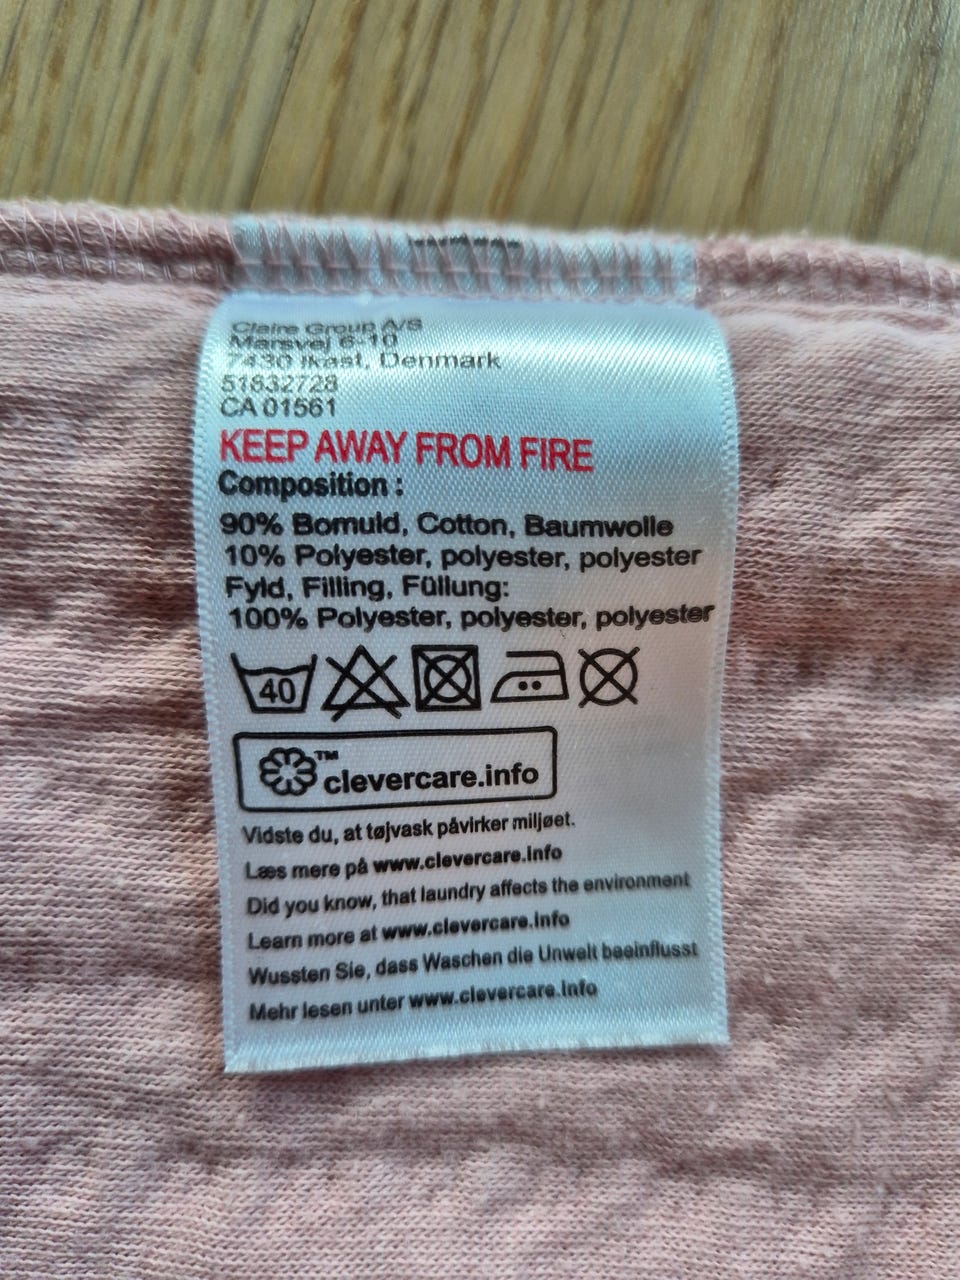 Claire Group A/S
Marsvej 6-10
7430 Ikast, Denmark
51832728
CA 01561
KEEP AWAY FROM FIRE
Composition :
90% Bomuld, Cotton, Baumwolle
10% Polyester, polyester, polyester
Fyld, Filling, Füllung:
100% Polyester, polyester, polyester
40
TM
clevercare.info
Vidste du, at tøjvask påvirker miljøet.
Læs mere på www.clevercare.info
Did you know, that laundry affects the environment
Learn more at www.clevercare.info
Wussten Sie, dass Waschen die Unwelt beeinflusst
Mehr lesen unter www.clevercare.info